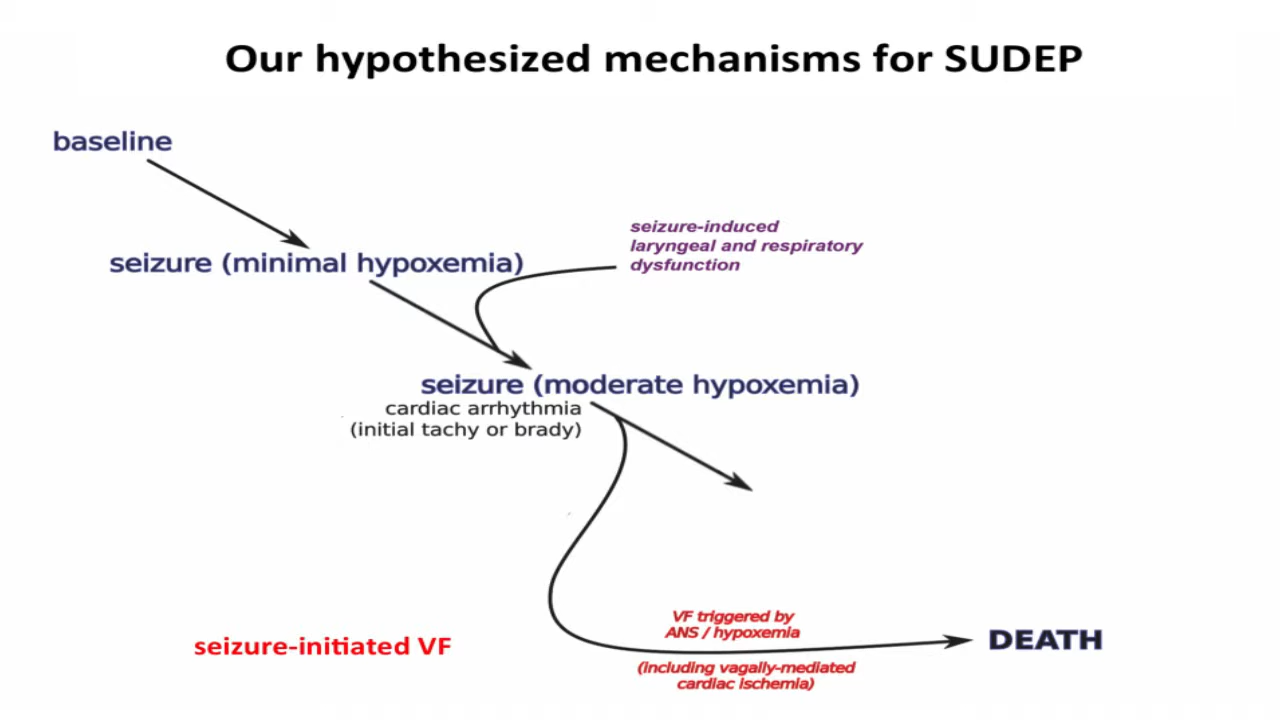 Our hypothesized mechanisms for SUDEP
baseline
seizure-induced
laryngeal and respiratory
dysfunction
seizure (minimal hypoxemia)
seizure (moderate hypoxemia)
cardiac arrhythmia
(initial tachy or brady)
VF triggered by
ANS / hypoxemia
seizure-initiated VF
DEATH
(including vagally-mediated
cardiac ischemia)